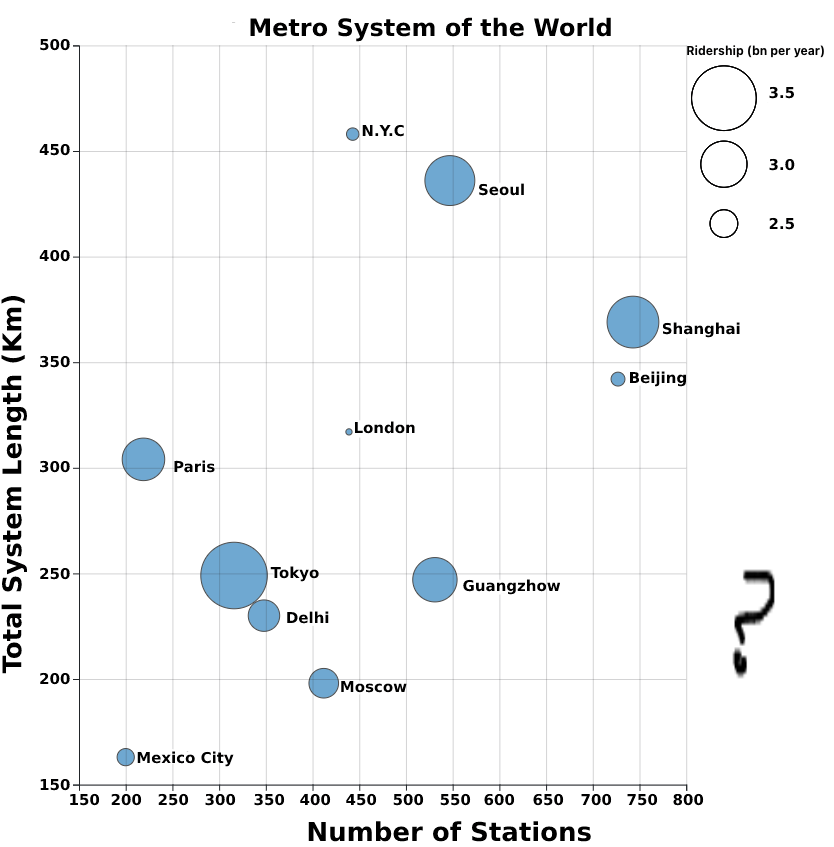 Metro System of the World
Ridership (bn per year)
3.5
3.0
2.5
500
450
400
350
300
250
200
150
Total System Length (Km)
N.Y.C
Seoul
Shanghai
Beijing
London
Paris
Tokyo
Guangzhow
Delhi
Moscow
Mexico City
?
150 200 250 300 350 400 450 500 550 600 650 700 750 800
Number of Stations